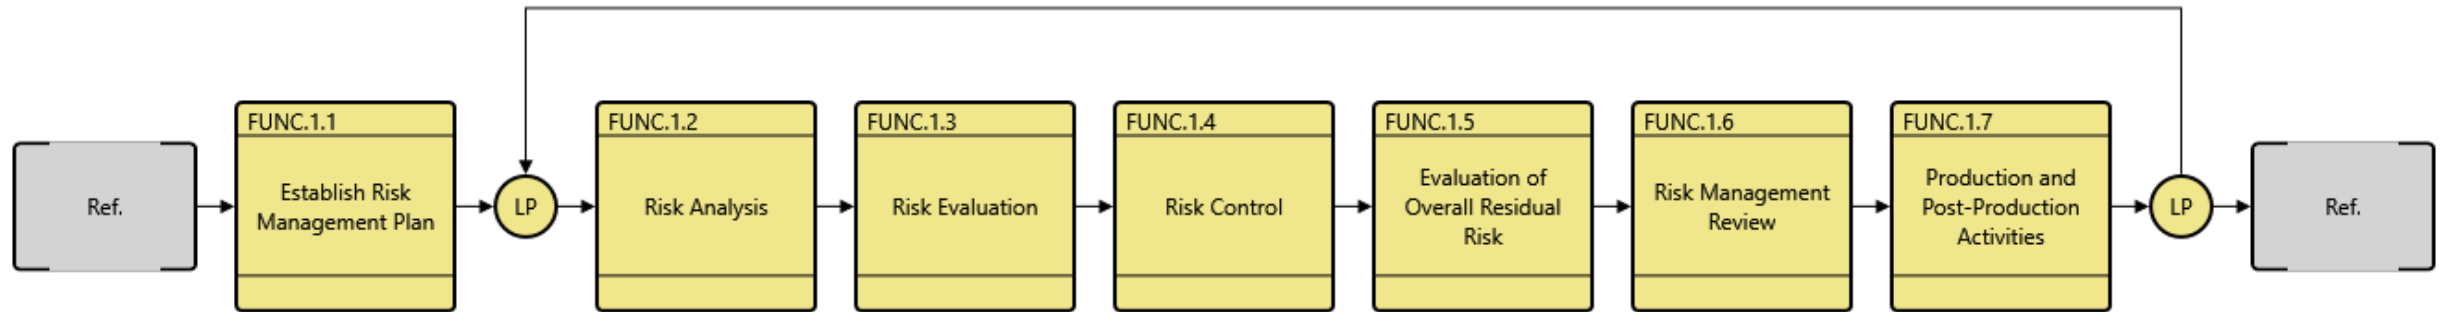 Ref.
FUNC.1.1
Establish Risk
Management Plan
LP
FUNC.1.2
Risk Analysis
FUNC.1.3
Risk Evaluation
FUNC.1.4
Risk Control
FUNC.1.5
Evaluation of
Overall Residual
Risk
FUNC.1.6
Risk Management
Review
FUNC.1.7
Production and
Post-Production
Activities
LP
Ref.